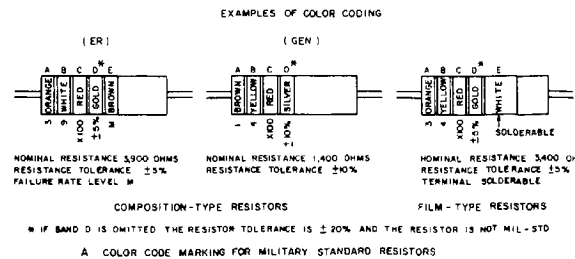 EXAMPLES OF COLOR CODING
(ER)
(GEN)
A B C D * E
A B C D *
A B C D * E
ORANGE WHITE RED GOLD BROWN
BROWN YELLOW RED SILVER
ORANGE YELLOW RED GOLD WHITE
3 9 X100 ±5% M
1 4 X100 ±10%
3 4 X100 ±5% SOLDERABLE
NOMINAL RESISTANCE 3,900 OHMS
RESISTANCE TOLERANCE ±5%
FAILURE RATE LEVEL M
NOMINAL RESISTANCE 1,400 OHMS
RESISTANCE TOLERANCE ±10%
NOMINAL RESISTANCE 3,400
RESISTANCE TOLERANCE ±5%
TERMINAL SOLDERABLE
COMPOSITION-TYPE RESISTORS
FILM-TYPE RESISTORS
* IF BAND D IS OMITTED THE RESISTOR TOLERANCE IS ± 20% AND THE RESISTOR IS NOT MIL-STD
A COLOR CODE MARKING FOR MILITARY STANDARD RESISTORS